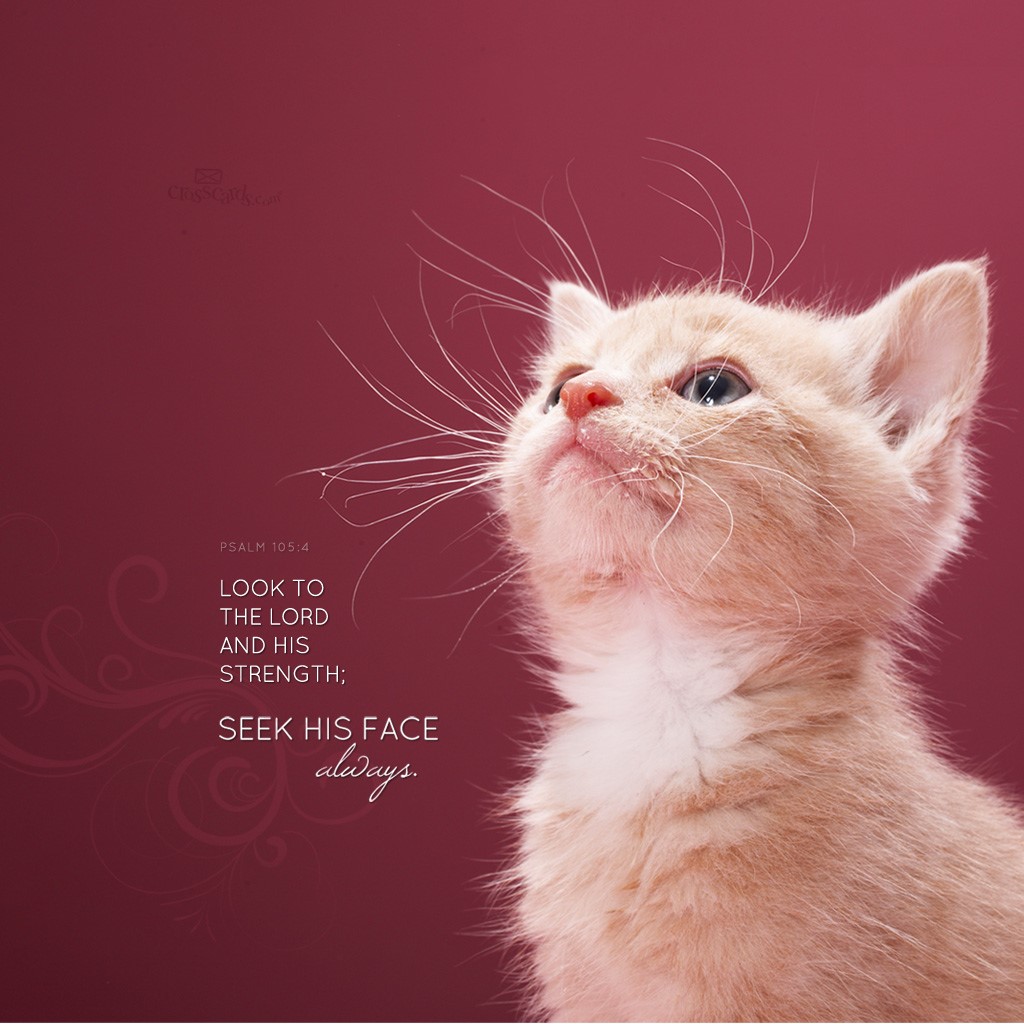 PSALM 105:4
LOOK TO
THE LORD
AND HIS
STRENGTH;
SEEK HIS FACE
always.